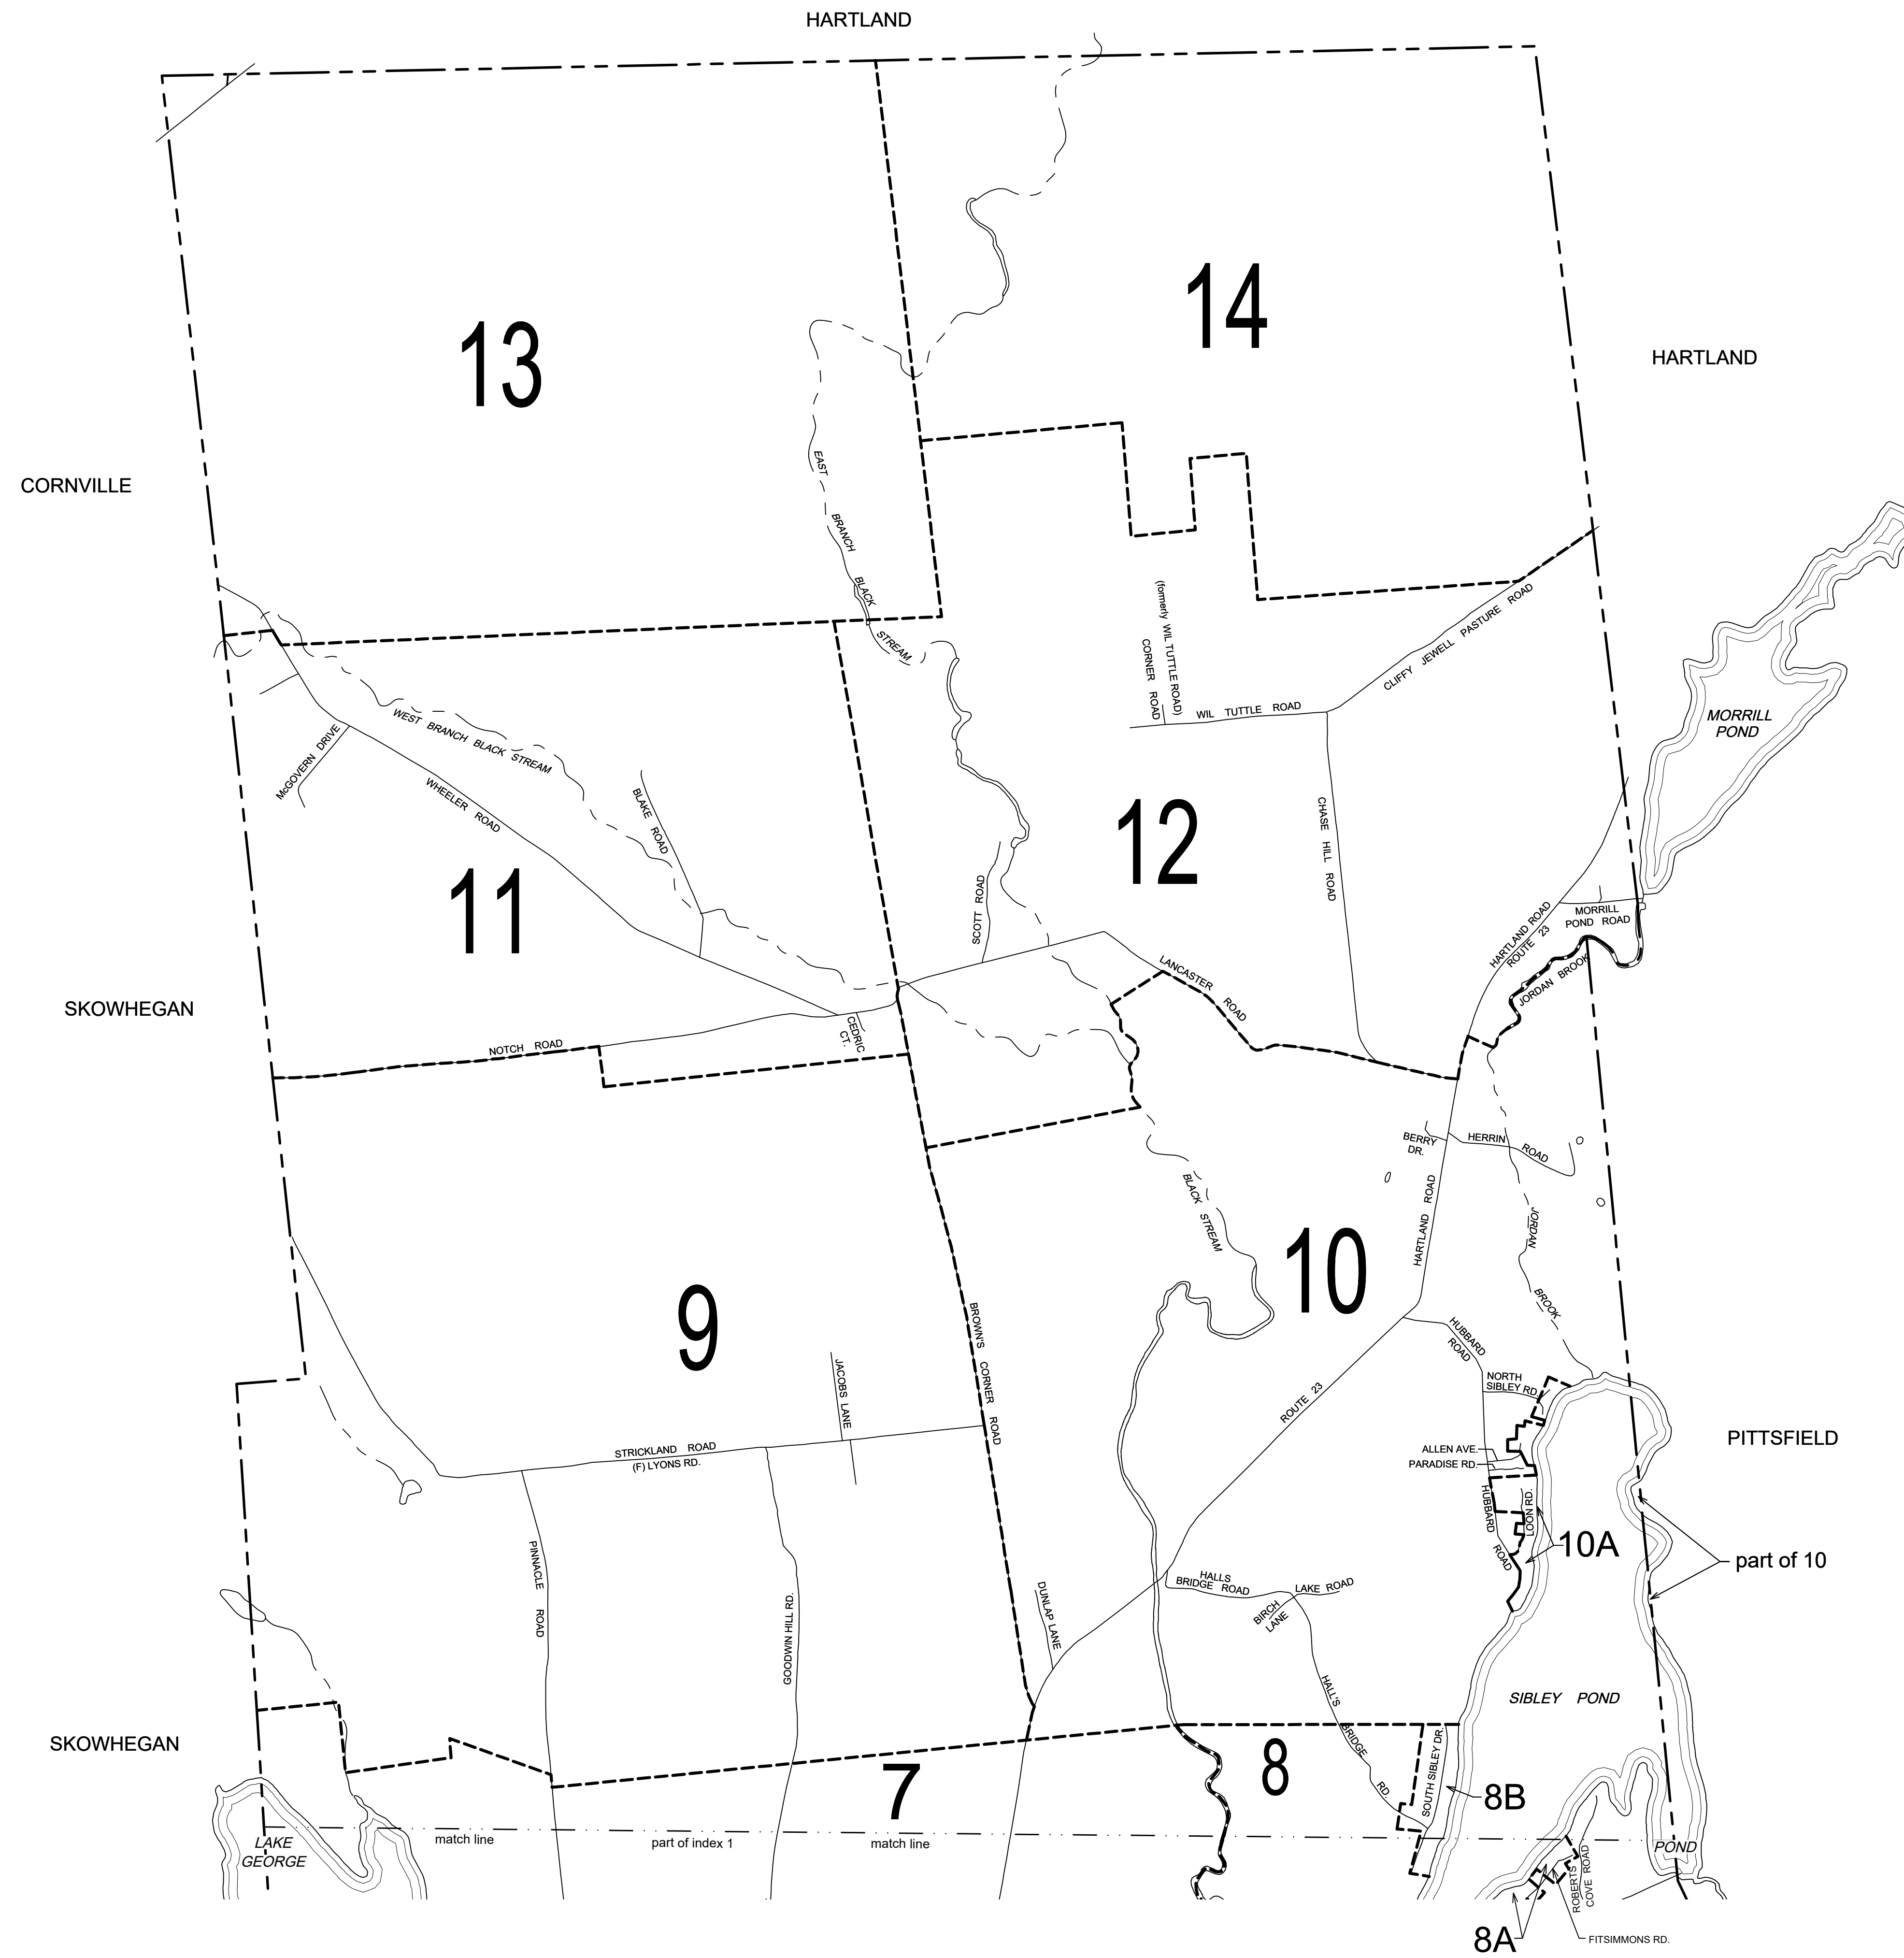 HARTLAND
13
14
HARTLAND
CORNVILLE
EAST
BRANCH
BLACK
STREAM
(formerly WIL TUTTLE ROAD)
CORNER ROAD
WIL TUTTLE ROAD
CLIFFY JEWELL PASTURE ROAD
MORRILL
POND
McGOVERN DRIVE
WEST BRANCH BLACK STREAM
WHEELER ROAD
BLAKE ROAD
11
12
CHASE HILL ROAD
SCOTT ROAD
HARTLAND ROAD
ROUTE 23
MORRILL
POND ROAD
JORDAN BROOK
LANCASTER ROAD
SKOWHEGAN
NOTCH ROAD
CEDRIC
CT.
BERRY
DR.
HERRIN ROAD
BLACK STREAM
HARTLAND ROAD
JORDAN
BROOK
10
9
BROWN'S CORNER ROAD
JACOBS LANE
HUBBARD
ROAD
NORTH
SIBLEY RD.
ROUTE 23
STRICKLAND ROAD
(F) LYONS RD.
ALLEN AVE.
PARADISE RD.
PITTSFIELD
HUBBARD
ROAD
LOON RD.
10A
part of 10
PINNACLE ROAD
GOODWIN HILL RD.
DUNLAP LANE
HALLS
BRIDGE ROAD
LAKE ROAD
BIRCH
LANE
HALL'S
BRIDGE
RD.
SIBLEY POND
SKOWHEGAN
7
8
SOUTH SIBLEY DR.
8B
LAKE
GEORGE
match line
part of index 1
match line
POND
ROBERTS
COVE ROAD
8A
FITSIMMONS RD.